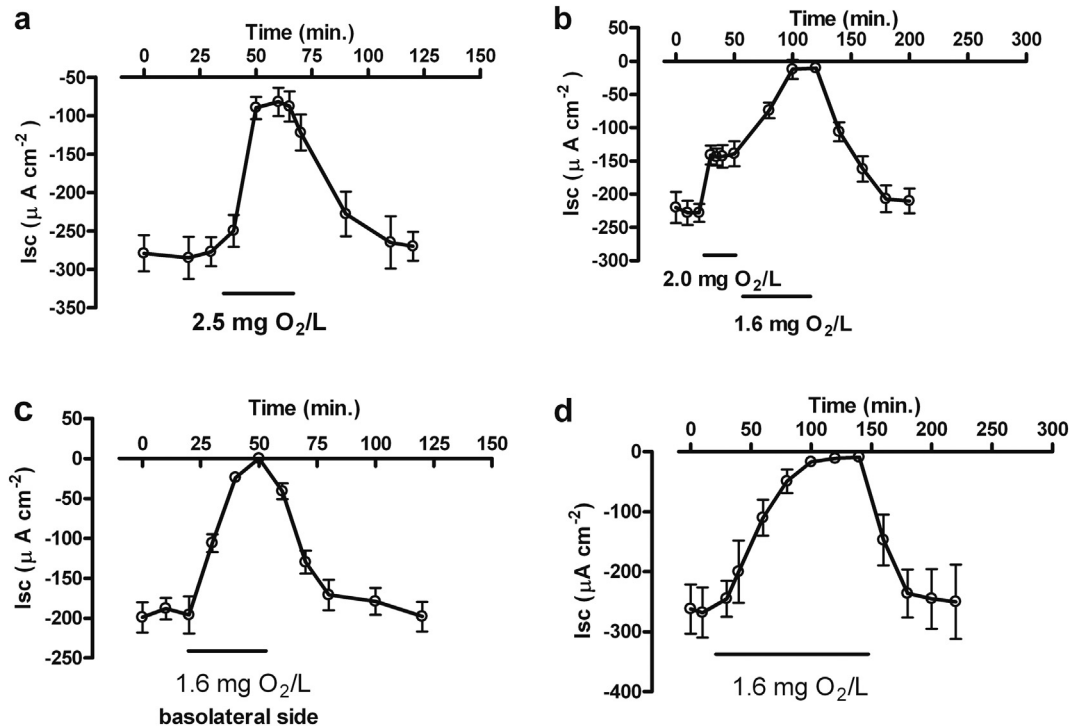 a
Time (min.)
0 25 50 75 100 125 150
-50
-100
-150
-200
-250
-300
-350
Isc ( μ A cm-2 )
2.5 mg O2/L
b
Time (min.)
0 50 100 150 200 250 300
50
0
-50
-100
-150
-200
-250
-300
Isc ( μ A cm-2)
2.0 mg O2/L
1.6 mg O2/L
c
Time (min.)
0 25 50 75 100 125 150
50
0
-50
-100
-150
-200
-250
Isc ( μ A cm-2)
1.6 mg O2/L
basolateral side
d
Time (min.)
0 50 100 150 200 250 300
0
-100
-200
-300
-400
Isc ( μA cm-2)
1.6 mg O2/L